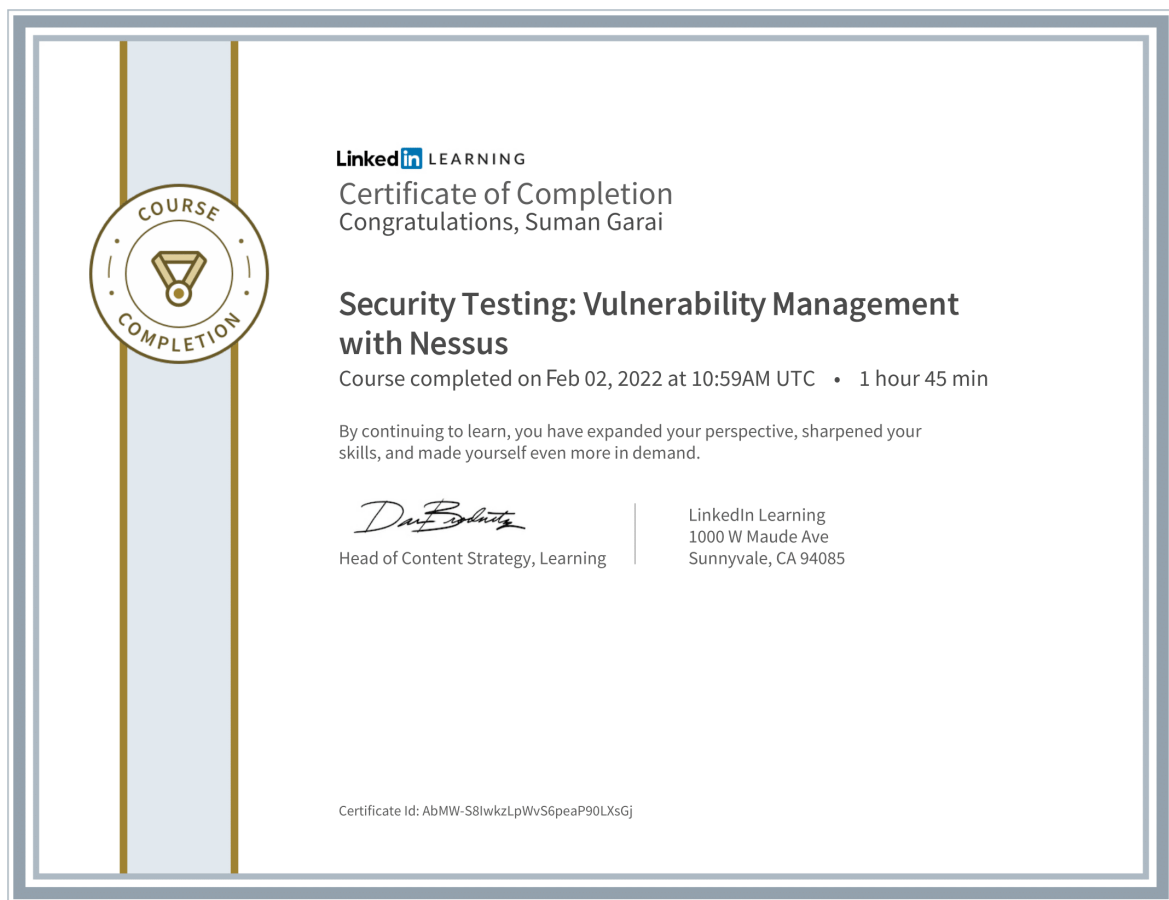 LinkedIn LEARNING
Certificate of Completion
Congratulations, Suman Garai
COURSE
COMPLETION
Security Testing: Vulnerability Management
with Nessus
Course completed on Feb 02, 2022 at 10:59AM UTC • 1 hour 45 min
By continuing to learn, you have expanded your perspective, sharpened your
skills, and made yourself even more in demand.
Head of Content Strategy, Learning
LinkedIn Learning
1000 W Maude Ave
Sunnyvale, CA 94085
Certificate Id: AbMW-S8IwkzLpWvS6peaP90LXsGj